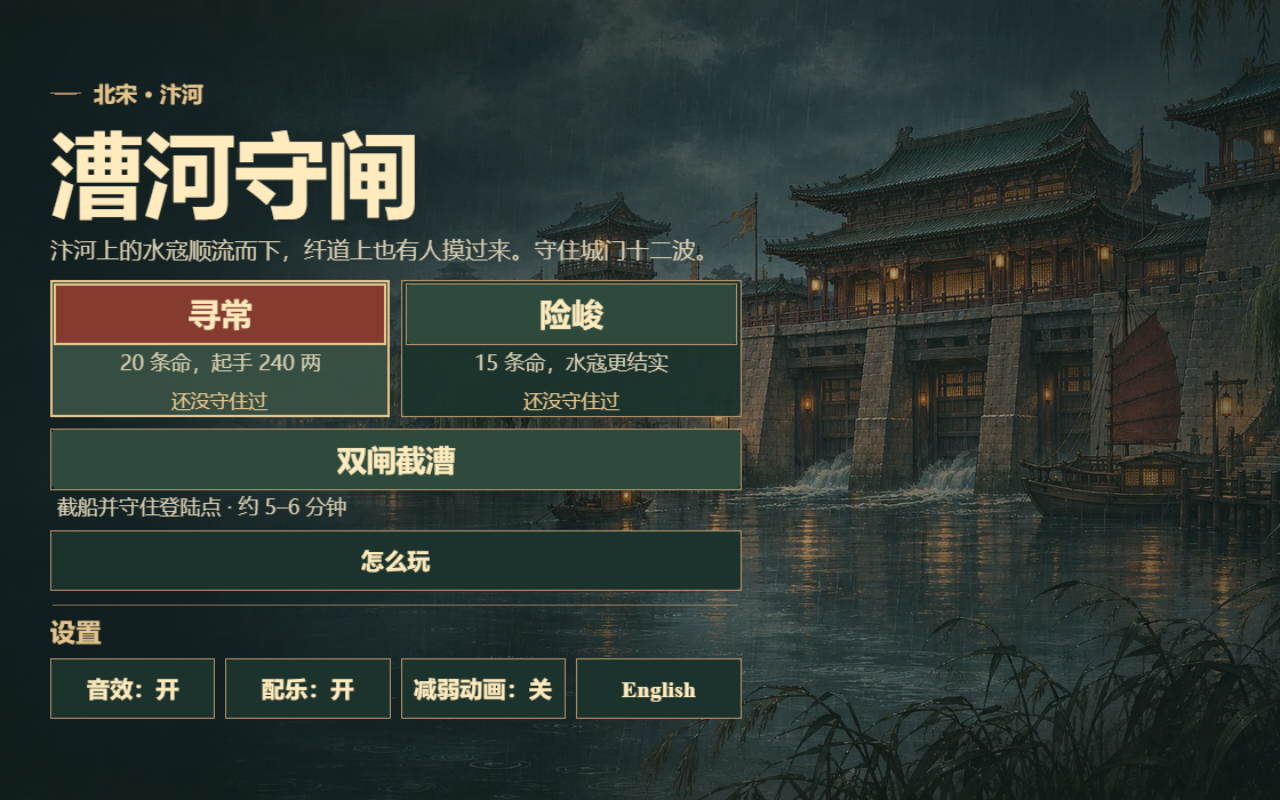 北宋·汴河
漕河守闸
汴河上的水寇顺流而下，纤道上也有人摸过来。守住城门十二波。
寻常
20 条命，起手 240 两
还没守住过
险峻
15 条命，水寇更结实
还没守住过
双闸截漕
截船并守住登陆点 · 约 5–6 分钟
怎么玩
设置
音效：开
配乐：开
减弱动画：关
English